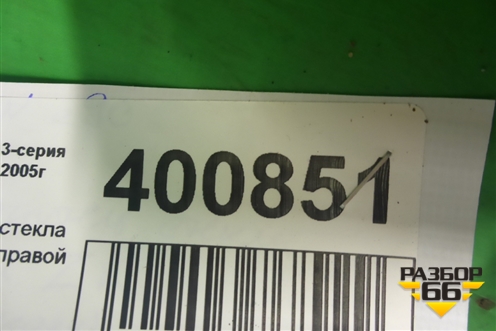 3-серия
2005г
400851
стекла
правой
РАЗБОР
66